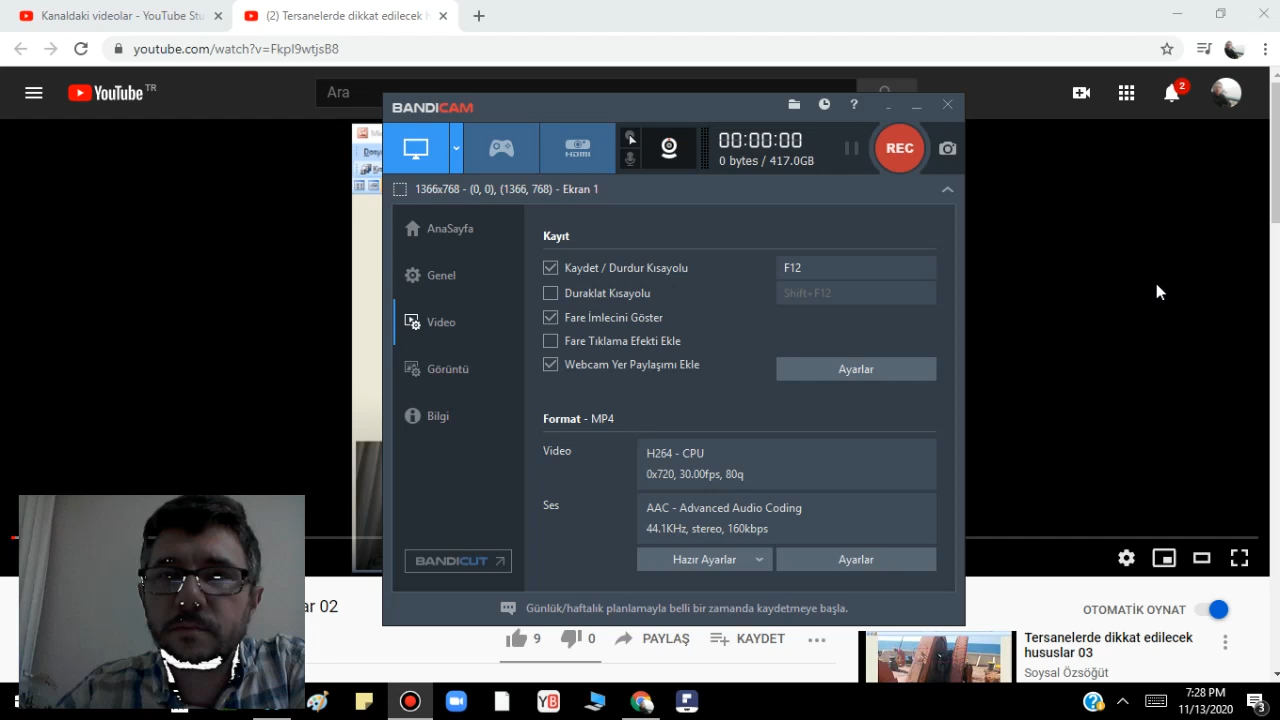 Kanaldaki videolar - YouTube Stu
(2) Tersanelerde dikkat edilecek h
youtube.com/watch?v=FkpI9wtjsB8
YouTube TR
Ara
2
BANDICAM
HDMI
00:00:00
0 bytes / 417.0GB
REC
1366x768 - (0, 0), (1366, 768) - Ekran 1
AnaSayfa
Genel
Video
Görüntü
Bilgi
BANDICUT
Kayıt
Kaydet / Durdur Kısayolu
F12
Duraklat Kısayolu
Shift+F12
Fare İmlecini Göster
Fare Tıklama Efekti Ekle
Webcam Yer Paylaşımı Ekle
Ayarlar
Format - MP4
Video
H264 - CPU
0x720, 30.00fps, 80q
Ses
AAC - Advanced Audio Coding
44.1KHz, stereo, 160kbps
Hazır Ayarlar
Ayarlar
Günlük/haftalık planlamayla belli bir zamanda kaydetmeye başla.
ar 02
9
0
PAYLAŞ
KAYDET
OTOMATİK OYNAT
Tersanelerde dikkat edilecek
hususlar 03
Soysal Özsöğüt
7:28 PM
11/13/2020
3